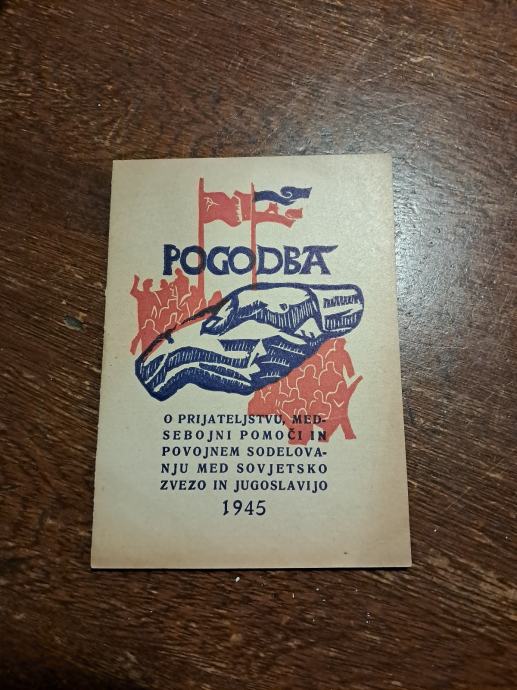 POGODBA
O PRIJATELJSTVU, MED-
SEBOJNI POMOČI IN
POVOJNEM SODELOVA-
NJU MED SOVJETSKO
ZVEZO IN JUGOSLAVIJO
1945